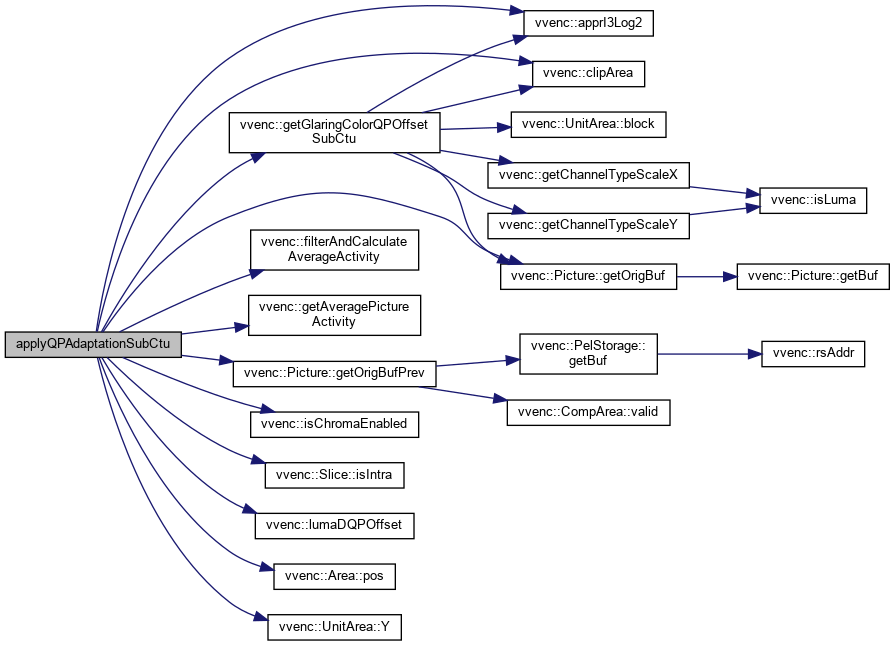 vvenc::apprI3Log2
vvenc::clipArea
vvenc::getGlaringColorQPOffset
SubCtu
vvenc::UnitArea::block
vvenc::getChannelTypeScaleX
vvenc::isLuma
vvenc::getChannelTypeScaleY
vvenc::filterAndCalculate
AverageActivity
vvenc::Picture::getOrigBuf
vvenc::Picture::getBuf
vvenc::getAveragePicture
Activity
applyQPAdaptationSubCtu
vvenc::PelStorage::
getBuf
vvenc::rsAddr
vvenc::Picture::getOrigBufPrev
vvenc::CompArea::valid
vvenc::isChromaEnabled
vvenc::Slice::isIntra
vvenc::lumaDQPOffset
vvenc::Area::pos
vvenc::UnitArea::Y